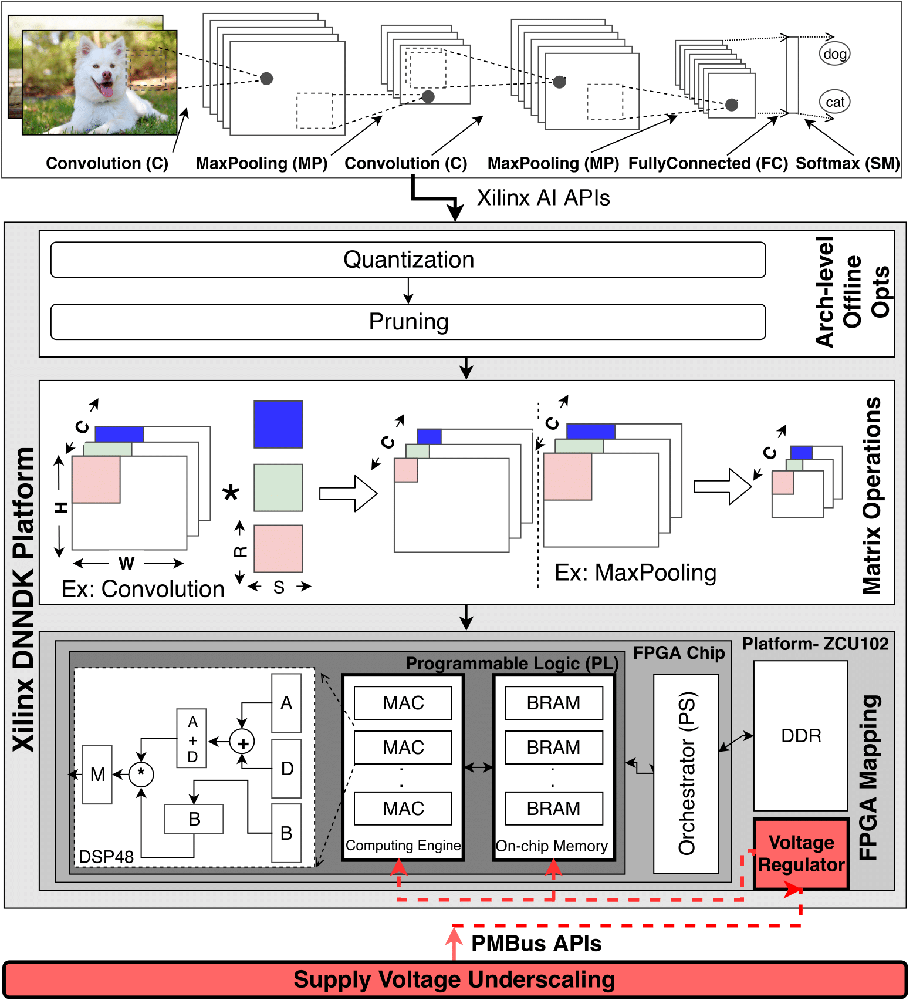 dog
cat
Convolution (C)
MaxPooling (MP)
Convolution (C)
MaxPooling (MP)
FullyConnected (FC)
Softmax (SM)
Xilinx AI APIs
Xilinx DNNDK Platform
Quantization
Pruning
Arch-level
Offline
Opts
C
H
W
*
R
S
C
Ex: Convolution
C
C
Ex: MaxPooling
Matrix Operations
Platform- ZCU102
FPGA Chip
Programmable Logic (PL)
A
D
B
+
A
+
D
*
M
B
DSP48
MAC
MAC
.
.
MAC
Computing Engine
BRAM
BRAM
.
.
BRAM
On-chip Memory
Orchestrator (PS)
DDR
Voltage
Regulator
FPGA Mapping
PMBus APIs
Supply Voltage Underscaling